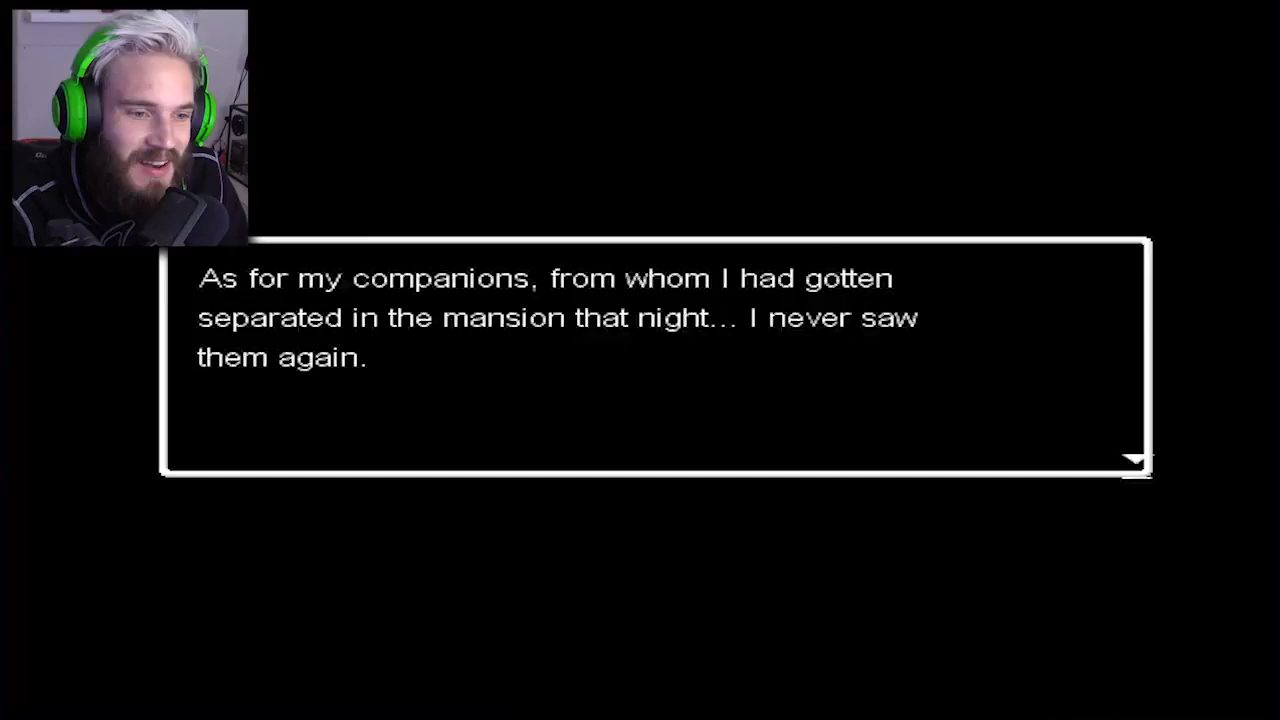 As for my companions, from whom I had gotten
separated in the mansion that night... I never saw
them again.